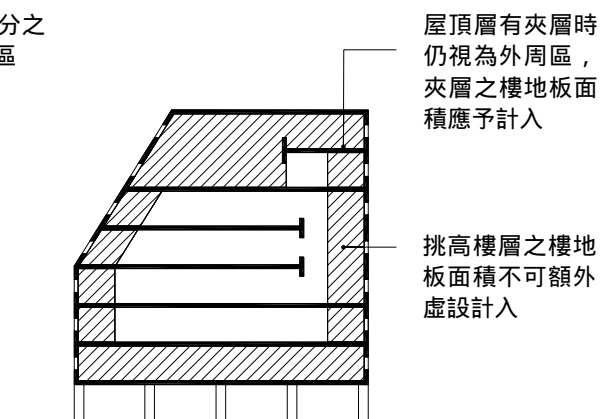 分之
區
屋頂層有夾層時
仍視為外周區，
夾層之樓地板面
積應予計入
挑高樓層之樓地
板面積不可額外
虛設計入